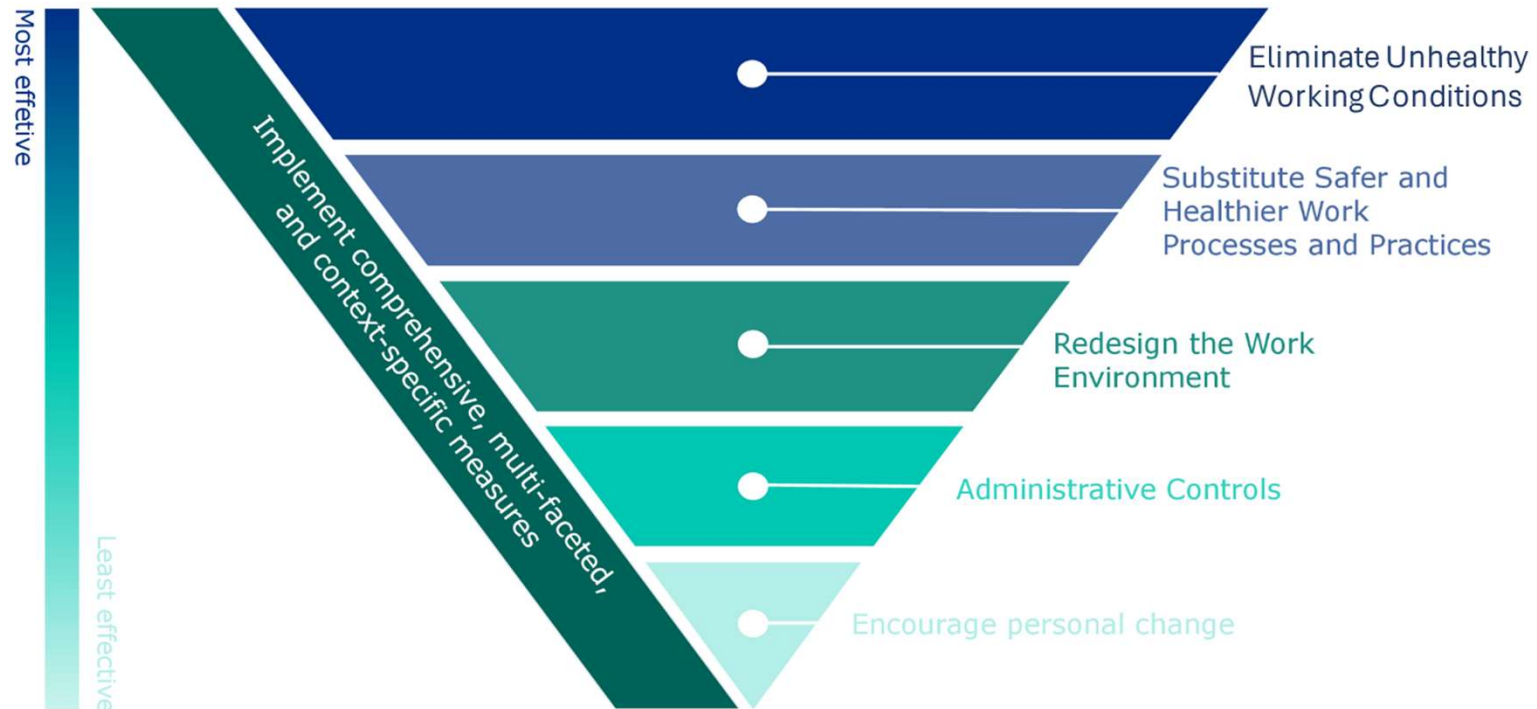 Most effetive
Least effective
Implement comprehensive, multi-faceted,
and context-specific measures
Eliminate Unhealthy
Working Conditions
Substitute Safer and
Healthier Work
Processes and Practices
Redesign the Work
Environment
Administrative Controls
Encourage personal change